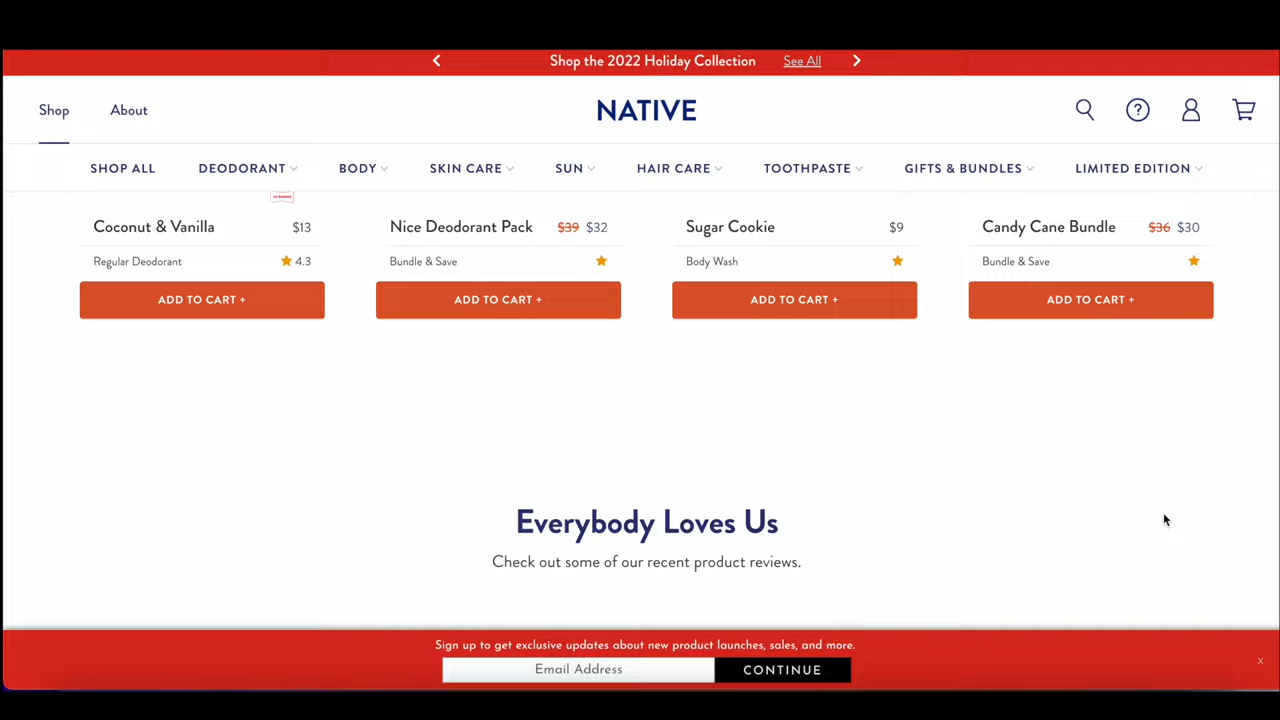 Shop the 2022 Holiday Collection See All
Shop About NATIVE
SHOP ALL DEODORANT BODY SKIN CARE SUN HAIR CARE TOOTHPASTE GIFTS & BUNDLES LIMITED EDITION
Coconut & Vanilla $13 Nice Deodorant Pack $39 $32 Sugar Cookie $9 Candy Cane Bundle $36 $30
Regular Deodorant 4.3 Bundle & Save Body Wash Bundle & Save
ADD TO CART + ADD TO CART + ADD TO CART + ADD TO CART +
Everybody Loves Us
Check out some of our recent product reviews.
Sign up to get exclusive updates about new product launches, sales, and more.
x
Email Address CONTINUE